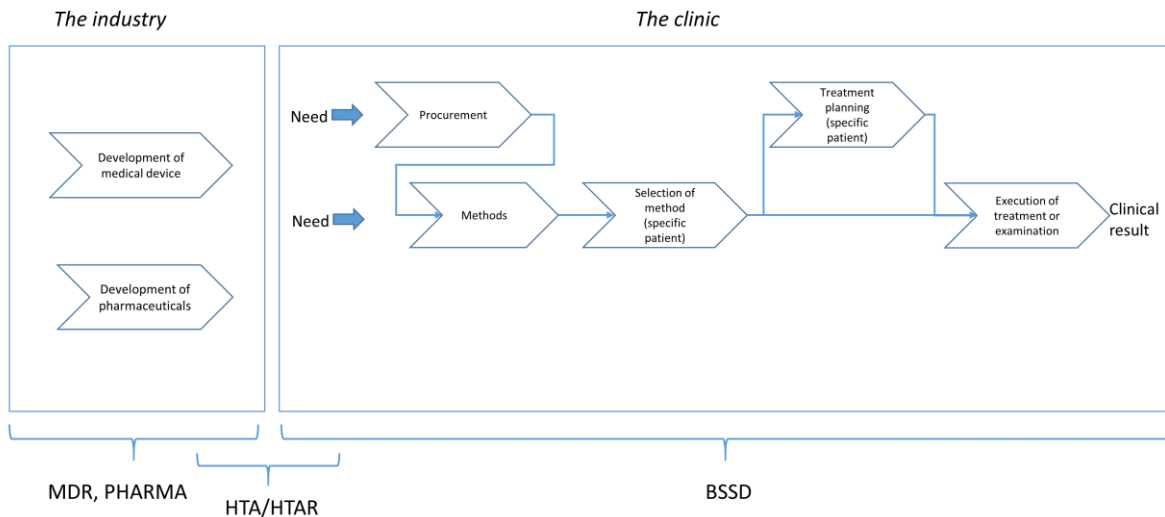 The industry
The clinic
Development of
medical device
Development of
pharmaceuticals
Need
Procurement
Need
Methods
Selection of
method
(specific
patient)
Treatment
planning
(specific
patient)
Execution of
treatment or
examination
Clinical
result
MDR, PHARMA
HTA/HTAR
BSSD